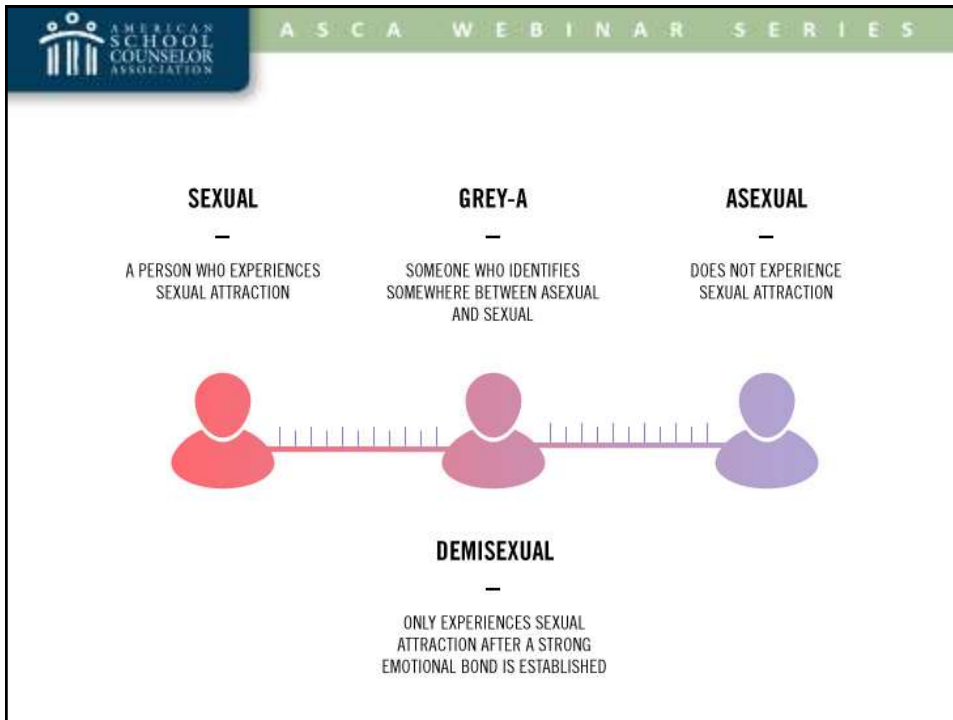 AMERICAN
SCHOOL
COUNSELOR
ASSOCIATION
ASCA WEBINAR SERIES
SEXUAL
–
A PERSON WHO EXPERIENCES
SEXUAL ATTRACTION
GREY-A
–
SOMEONE WHO IDENTIFIES
SOMEWHERE BETWEEN ASEXUAL
AND SEXUAL
ASEXUAL
–
DOES NOT EXPERIENCE
SEXUAL ATTRACTION
DEMISEXUAL
–
ONLY EXPERIENCES SEXUAL
ATTRACTION AFTER A STRONG
EMOTIONAL BOND IS ESTABLISHED